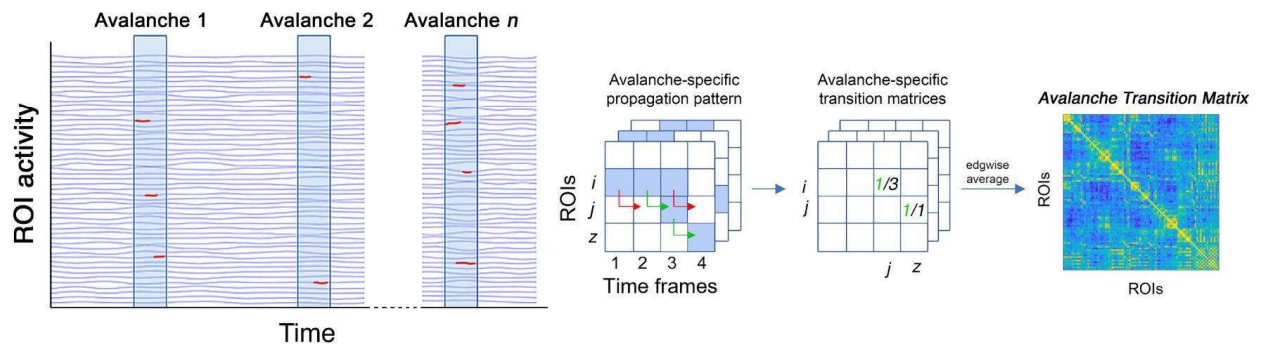 Avalanche 1
Avalanche 2
Avalanche n
ROI activity
Time
Avalanche-specific
propagation pattern
ROIs
i
j
z
1 2 3 4
Time frames
Avalanche-specific
transition matrices
i
j
1/3
1/1
j z
edgwise
average
Avalanche Transition Matrix
ROIs
ROIs